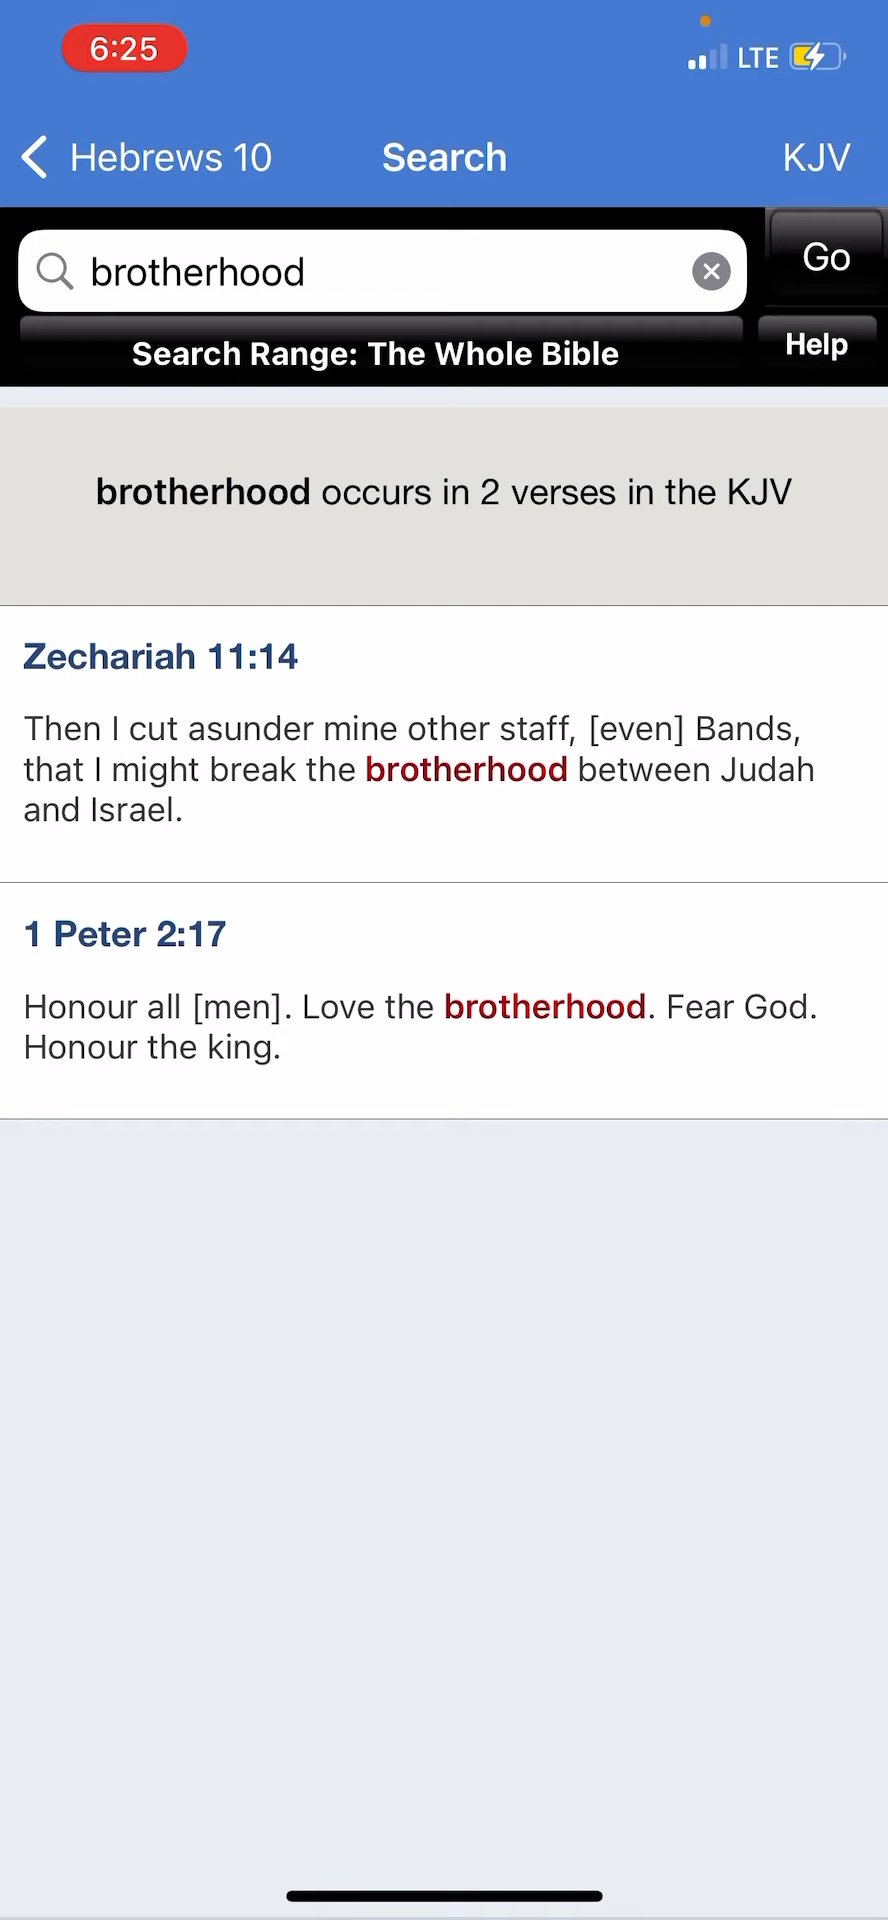 6:25
LTE
Hebrews 10
Search
KJV
brotherhood
Go
Search Range: The Whole Bible
Help
brotherhood occurs in 2 verses in the KJV
Zechariah 11:14
Then I cut asunder mine other staff, [even] Bands,
that I might break the brotherhood between Judah
and Israel.
1 Peter 2:17
Honour all [men]. Love the brotherhood. Fear God.
Honour the king.